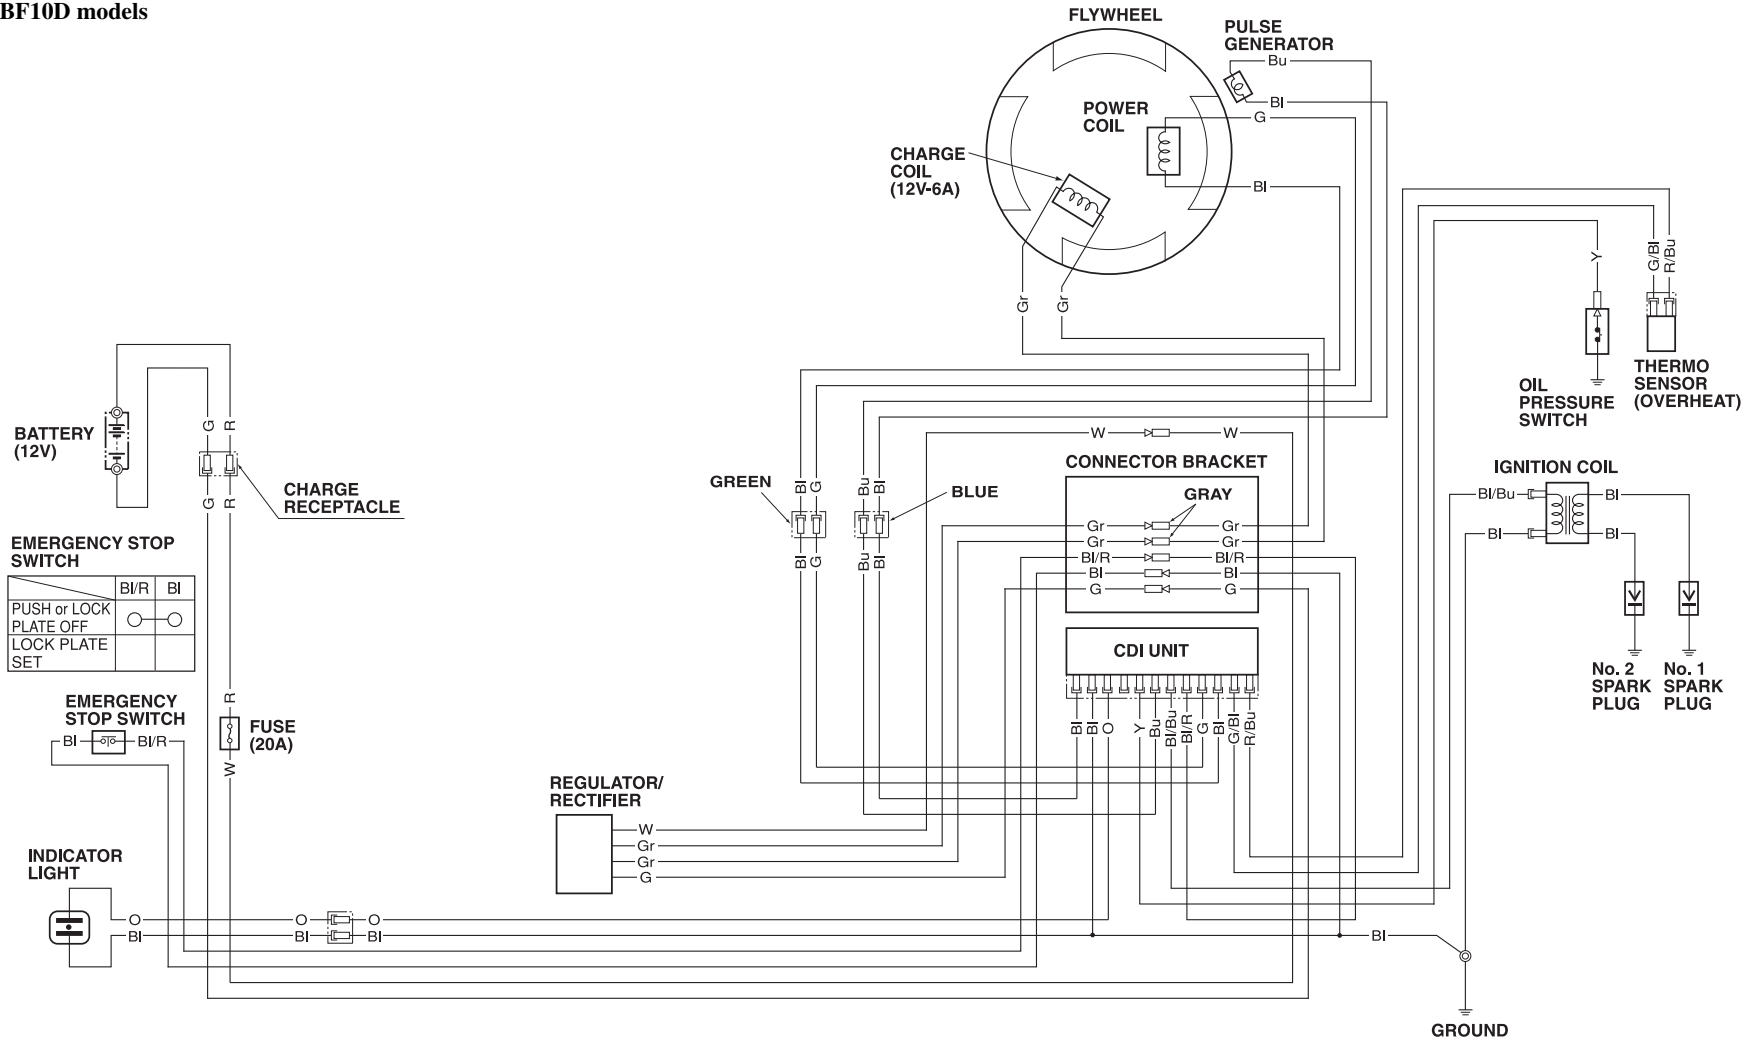 BF10D models
FLYWHEEL
PULSE
GENERATOR
Bu
Bl
G
Bl
POWER
COIL
CHARGE
COIL
(12V-6A)
Gr
Gr
Y
G/Bl
R/Bu
OIL
PRESSURE
SWITCH
THERMO
SENSOR
(OVERHEAT)
BATTERY
(12V)
G
R
G
R
CHARGE
RECEPTACLE
W
W
CONNECTOR BRACKET
GRAY
Gr
Gr
Gr
Gr
Bl/R
Bl/R
Bl
Bl
G
G
GREEN
Bl
G
Bu
Bl
BLUE
Bl
G
Bu
Bl
IGNITION COIL
Bl/Bu
Bl
Bl
Bl
No. 2
SPARK
PLUG
No. 1
SPARK
PLUG
EMERGENCY STOP
SWITCH
Bl/R
Bl
PUSH or LOCK
PLATE OFF
LOCK PLATE
SET
EMERGENCY
STOP SWITCH
Bl
Bl/R
R
FUSE
(20A)
W
CDI UNIT
Bl
Bl
O
Y
Bu
Bl/Bu
Bl/R
G
Bl
G/Bl
R/Bu
REGULATOR/
RECTIFIER
W
Gr
Gr
G
INDICATOR
LIGHT
O
O
O
Bl
Bl
Bl
Bl
GROUND